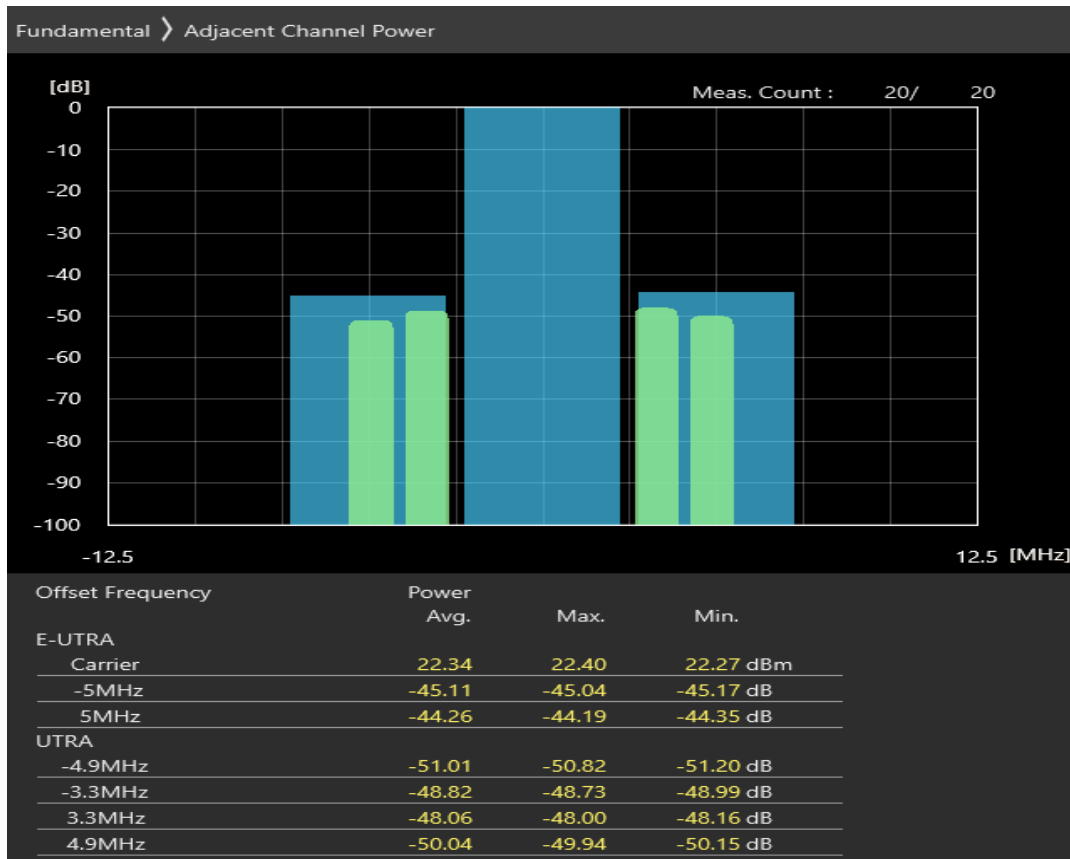 Fundamental ❯ Adjacent Channel Power
[dB]
Meas. Count : 20/ 20
0
-10
-20
-30
-40
-50
-60
-70
-80
-90
-100
-12.5 12.5 [MHz]
Offset Frequency Power
Avg. Max. Min.
E-UTRA
Carrier 22.34 22.40 22.27 dBm
-5MHz -45.11 -45.04 -45.17 dB
5MHz -44.26 -44.19 -44.35 dB
UTRA
-4.9MHz -51.01 -50.82 -51.20 dB
-3.3MHz -48.82 -48.73 -48.99 dB
3.3MHz -48.06 -48.00 -48.16 dB
4.9MHz -50.04 -49.94 -50.15 dB